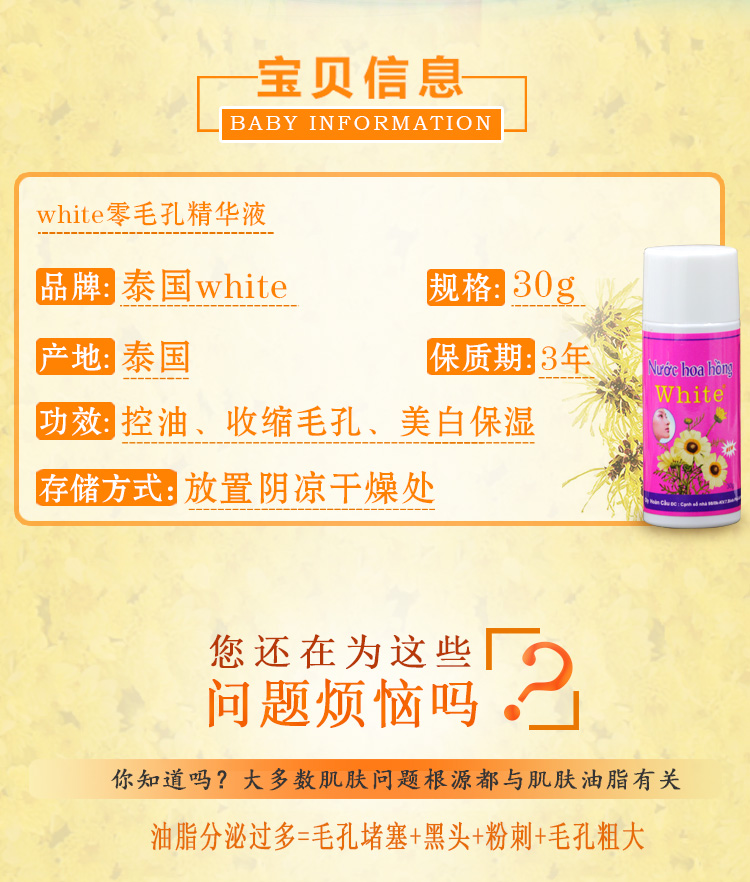 宝贝信息
BABY INFORMATION
white零毛孔精华液
品牌: 泰国white
规格: 30g
产地: 泰国
保质期: 3年
功效: 控油、收缩毛孔、美白保湿
存储方式: 放置阴凉干燥处
Nước hoa hồng
White
您还在为这些
问题烦恼吗?
你知道吗?大多数肌肤问题根源都与肌肤油脂有关
油脂分泌过多=毛孔堵塞+黑头+粉刺+毛孔粗大